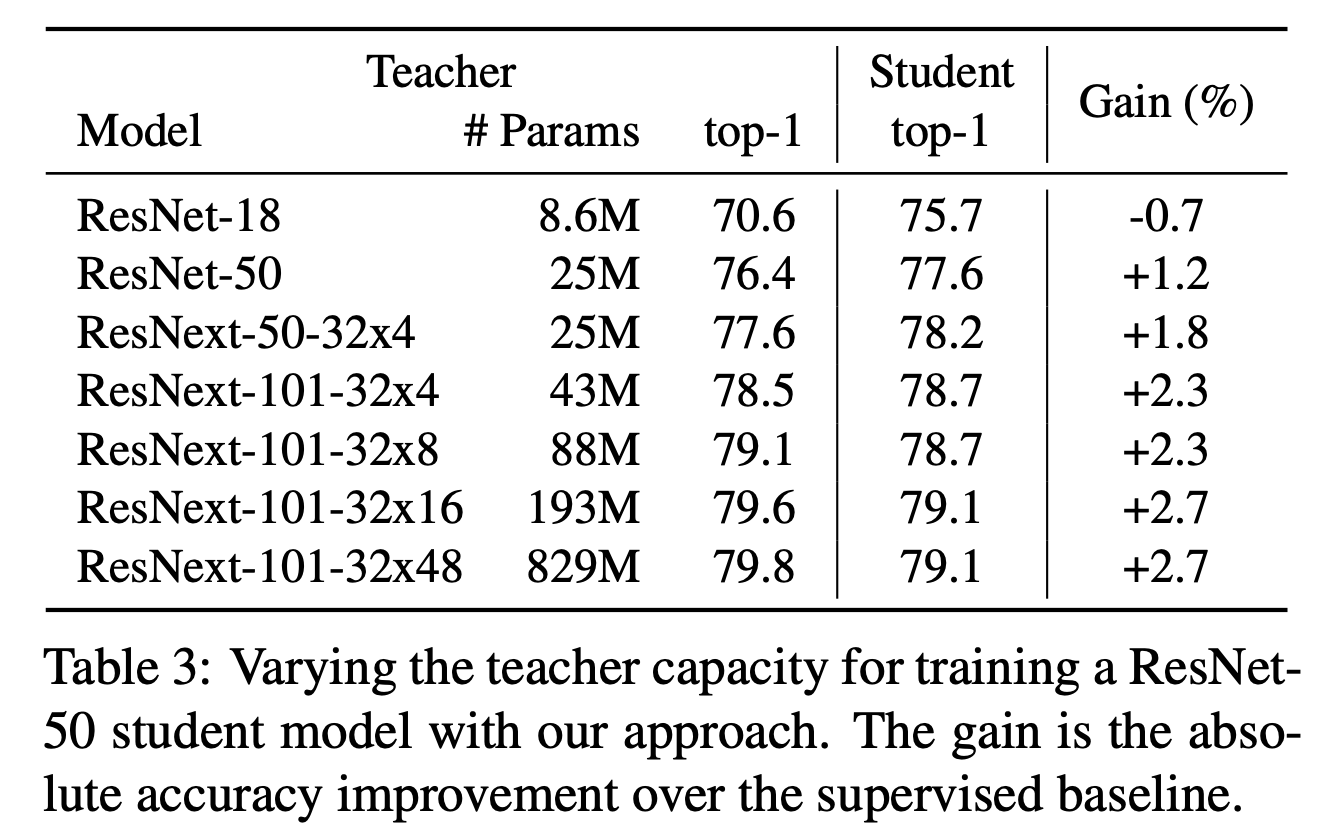 Teacher Student Gain (%)
Model # Params top-1 top-1
ResNet-18 8.6M 70.6 75.7 -0.7
ResNet-50 25M 76.4 77.6 +1.2
ResNext-50-32x4 25M 77.6 78.2 +1.8
ResNext-101-32x4 43M 78.5 78.7 +2.3
ResNext-101-32x8 88M 79.1 78.7 +2.3
ResNext-101-32x16 193M 79.6 79.1 +2.7
ResNext-101-32x48 829M 79.8 79.1 +2.7
Table 3: Varying the teacher capacity for training a ResNet-
50 student model with our approach. The gain is the abso-
lute accuracy improvement over the supervised baseline.